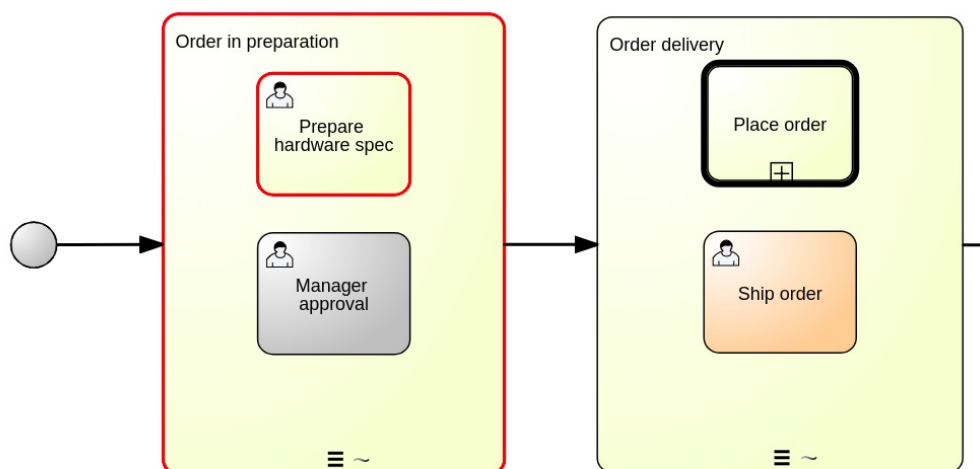 Order in preparation
Prepare
hardware spec
Manager
approval
Order delivery
Place order
Ship order